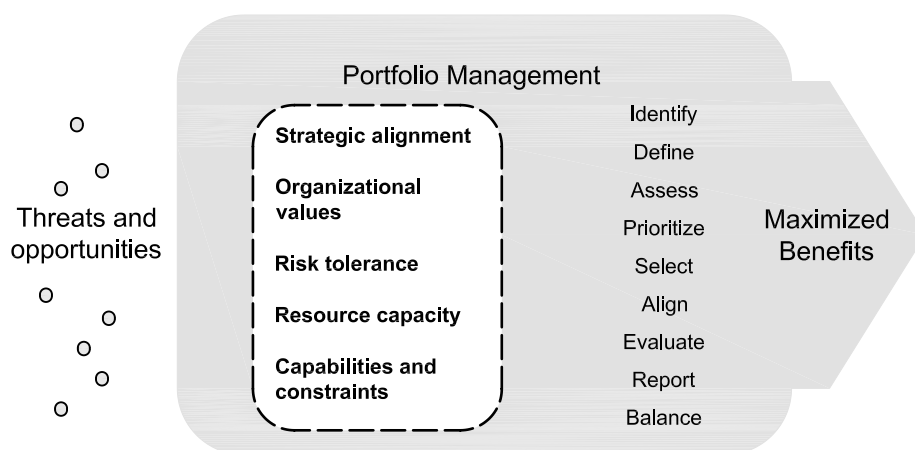 Portfolio Management
Threats and
opportunities
Strategic alignment
Organizational
values
Risk tolerance
Resource capacity
Capabilities and
constraints
Identify
Define
Assess
Prioritize
Select
Align
Evaluate
Report
Balance
Maximized
Benefits